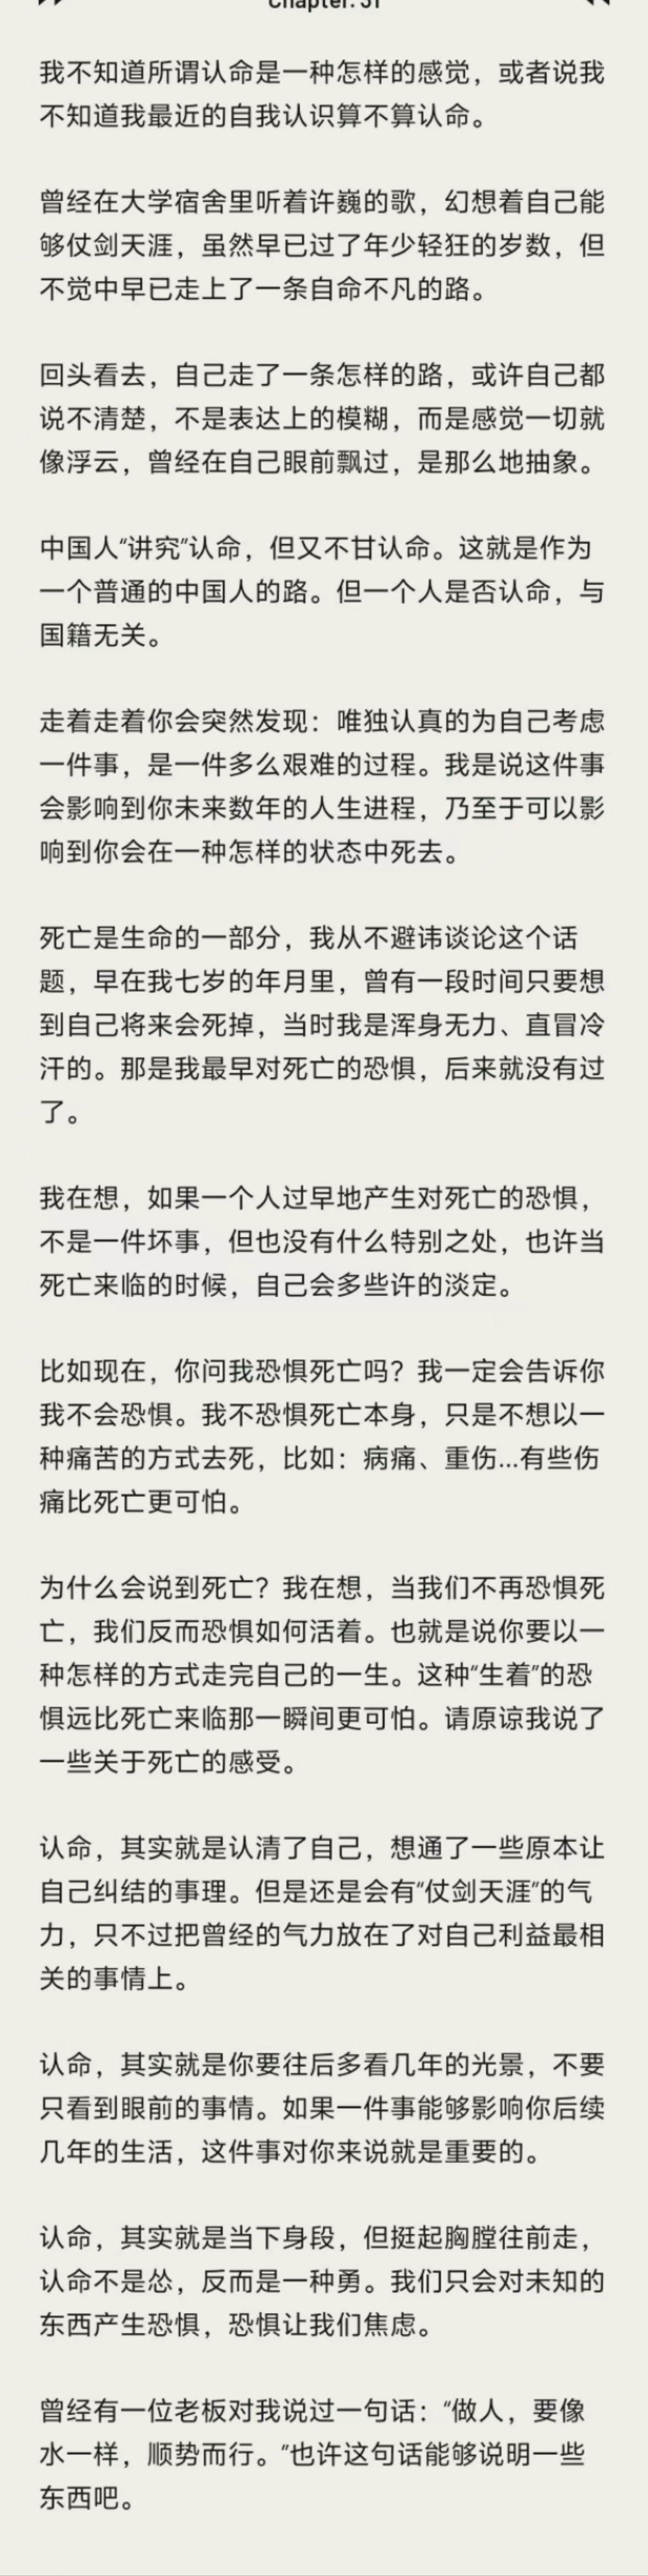 Chapter. 31
我不知道所谓认命是一种怎样的感觉，或者说我
不知道我最近的自我认识算不算认命。
曾经在大学宿舍里听着许巍的歌，幻想着自己能
够仗剑天涯，虽然早已过了年少轻狂的岁数，但
不觉中早已走上了一条自命不凡的路。
回头看去，自己走了一条怎样的路，或许自己都
说不清楚，不是表达上的模糊，而是感觉一切就
像浮云，曾经在自己眼前飘过，是那么地抽象。
中国人“讲究”认命，但又不甘认命。这就是作为
一个普通的中国人的路。但一个人是否认命，与
国籍无关。
走着走着你会突然发现：唯独认真的为自己考虑
一件事，是一件多么艰难的过程。我是说这件事
会影响到你未来数年的人生进程，乃至于可以影
响到你会在一种怎样的状态中死去。
死亡是生命的一部分，我从不避讳谈论这个话
题，早在我七岁的年月里，曾有一段时间只要想
到自己将来会死掉，当时我是浑身无力、直冒冷
汗的。那是我最早对死亡的恐惧，后来就没有过
了。
我在想，如果一个人过早地产生对死亡的恐惧，
不是一件坏事，但也没有什么特别之处，也许当
死亡来临的时候，自己会多些许的淡定。
比如现在，你问我恐惧死亡吗？我一定会告诉你
我不会恐惧。我不恐惧死亡本身，只是不想以一
种痛苦的方式去死，比如：病痛、重伤...有些伤
痛比死亡更可怕。
为什么会说到死亡？我在想，当我们不再恐惧死
亡，我们反而恐惧如何活着。也就是说你要以一
种怎样的方式走完自己的一生。这种“生着”的恐
惧远比死亡来临那一瞬间更可怕。请原谅我说了
一些关于死亡的感受。
认命，其实就是认清了自己，想通了一些原本让
自己纠结的事理。但是还是会有“仗剑天涯”的气
力，只不过把曾经的气力放在了对自己利益最相
关的事情上。
认命，其实就是你要往后多看几年的光景，不要
只看到眼前的事情。如果一件事能够影响你后续
几年的生活，这件事对你来说就是重要的。
认命，其实就是当下身段，但挺起胸膛往前走，
认命不是怂，反而是一种勇。我们只会对未知的
东西产生恐惧，恐惧让我们焦虑。
曾经有一位老板对我说过一句话：“做人，要像
水一样，顺势而行。”也许这句话能够说明一些
东西吧。